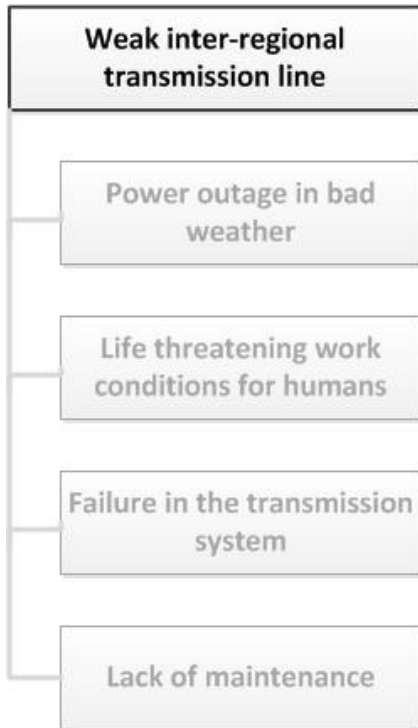 Weak inter-regional
transmission line
Power outage in bad
weather
Life threatening work
conditions for humans
Failure in the transmission
system
Lack of maintenance